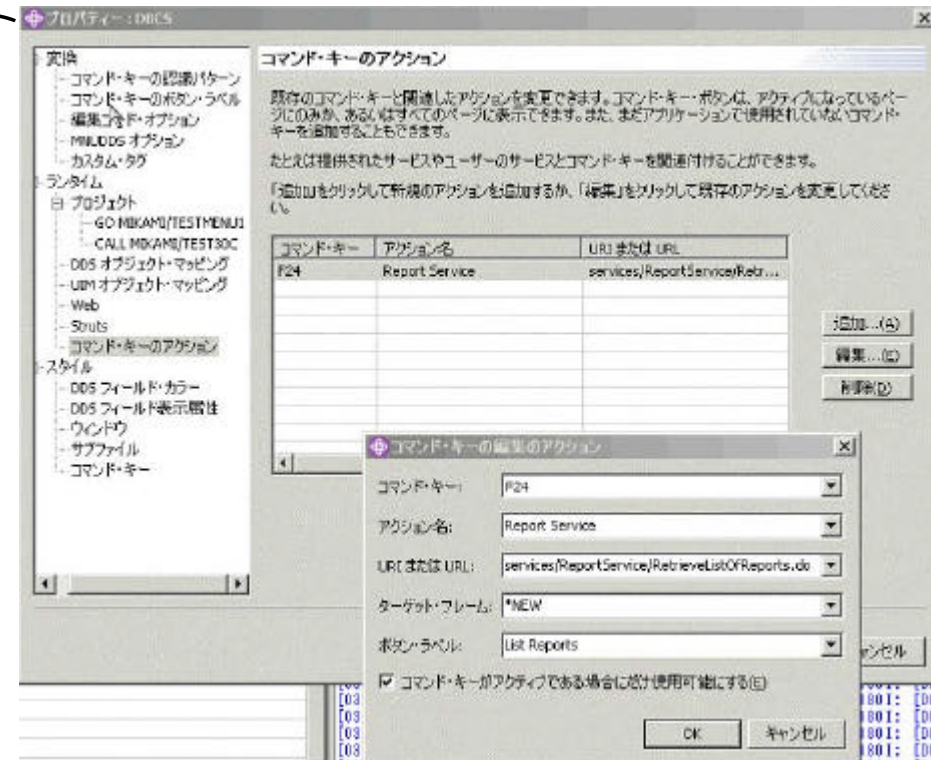 プロパティー : DBCS
変換
コマンド・キーの認識パターン
コマンド・キーのボタン・ラベル
編集コード・オプション
MNUDDS オプション
カスタム・タグ
ランタイム
プロジェクト
GO MIKAMI/TESTMENU1
CALL MIKAMI/TEST30C
DDS オブジェクト・マッピング
UIM オブジェクト・マッピング
Web
Struts
コマンド・キーのアクション
スタイル
DDS フィールド・カラー
DDS フィールド表示属性
ウィンドウ
サブファイル
コマンド・キー
コマンド・キーのアクション
既存のコマンド・キーと関連したアクションを変更できます。コマンド・キー・ボタンは、アクティブになっているペー
ジにのみか、あるいはすべてのページに表示できます。また、まだアプリケーションで使用されていないコマンド・
キーを追加することもできます。
たとえば提供されたサービスやユーザーのサービスとコマンド・キーを関連付けることができます。
「追加」をクリックして新規のアクションを追加するか、「編集」をクリックして既存のアクションを変更してくださ
い。
コマンド・キー アクション名 URI または URL
F24 Report Service services/ReportService/Retr...
追加...(A)
編集...(E)
削除(D)
コマンド・キーの編集のアクション
コマンド・キー: F24
アクション名: Report Service
URI または URL: services/ReportService/RetrieveListOfReports.do
ターゲット・フレーム: *NEW
ボタン・ラベル: List Reports
コマンド・キーがアクティブである場合にだけ使用可能にする(E)
OK キャンセル
ャンセル
[03 801I: [D
[03 801I: [D
[03 801I: [D